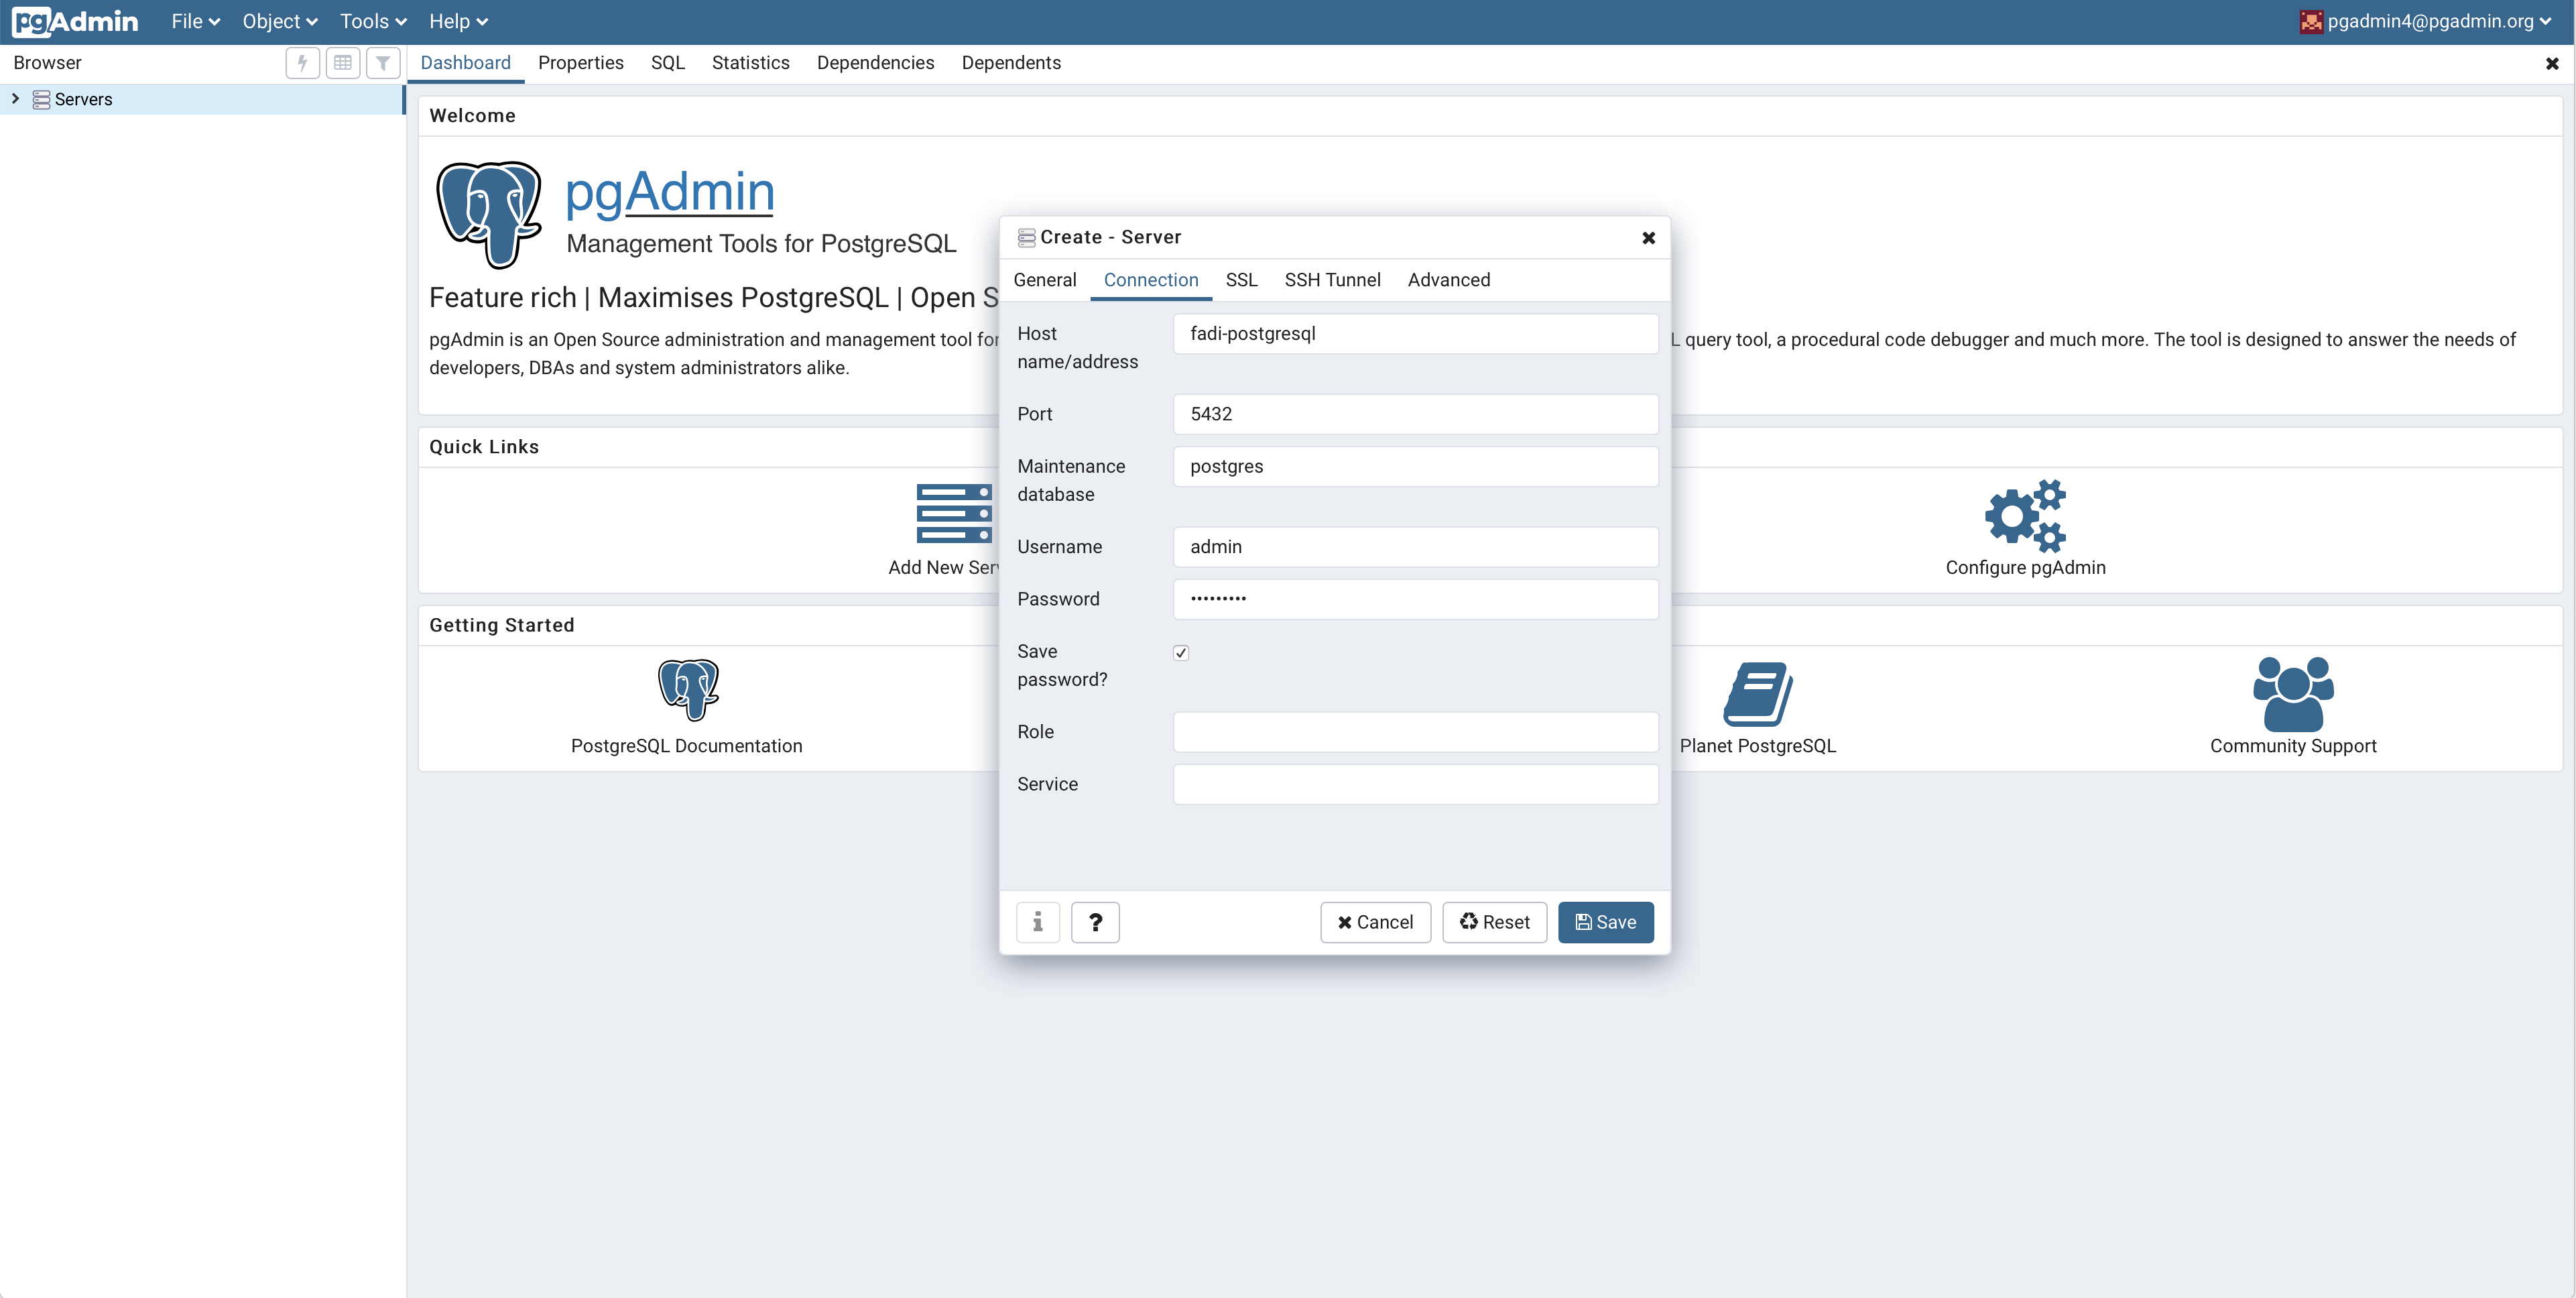 pgAdmin File Object Tools Help pgadmin4@pgadmin.org
Browser
Dashboard Properties SQL Statistics Dependencies Dependents
Servers
Welcome
pgAdmin
Management Tools for PostgreSQL
Feature rich | Maximises PostgreSQL | Open S
pgAdmin is an Open Source administration and management tool for
L query tool, a procedural code debugger and much more. The tool is designed to answer the needs of
developers, DBAs and system administrators alike.
Quick Links
Add New Serv
Configure pgAdmin
Getting Started
PostgreSQL Documentation
Planet PostgreSQL
Community Support
Create - Server
General Connection SSL SSH Tunnel Advanced
Host
name/address
fadi-postgresql
Port
5432
Maintenance
database
postgres
Username
admin
Password
•••••••••
Save
password?
Role
Service
i ? Cancel Reset Save